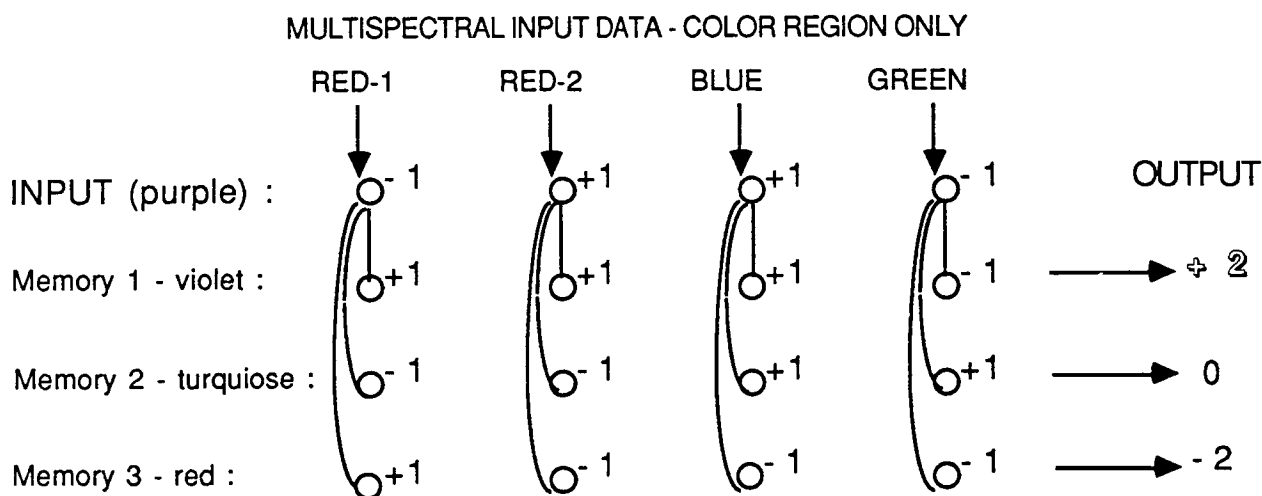 MULTISPECTRAL INPUT DATA - COLOR REGION ONLY
RED-1 RED-2 BLUE GREEN
INPUT (purple) : - 1 +1 +1 - 1 OUTPUT
Memory 1 - violet : +1 +1 +1 - 1 + 2
Memory 2 - turquiose : - 1 - 1 +1 +1 0
Memory 3 - red : +1 - 1 - 1 - 1 - 2